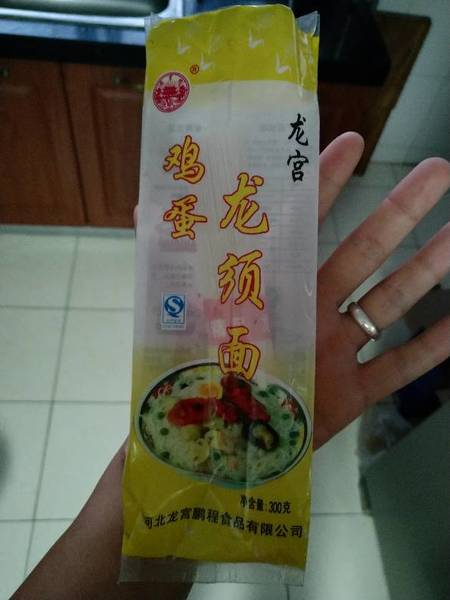 ®
龙宫
鸡蛋
龙须面
S
净含量:300克
河北龙宫鹏程食品有限公司